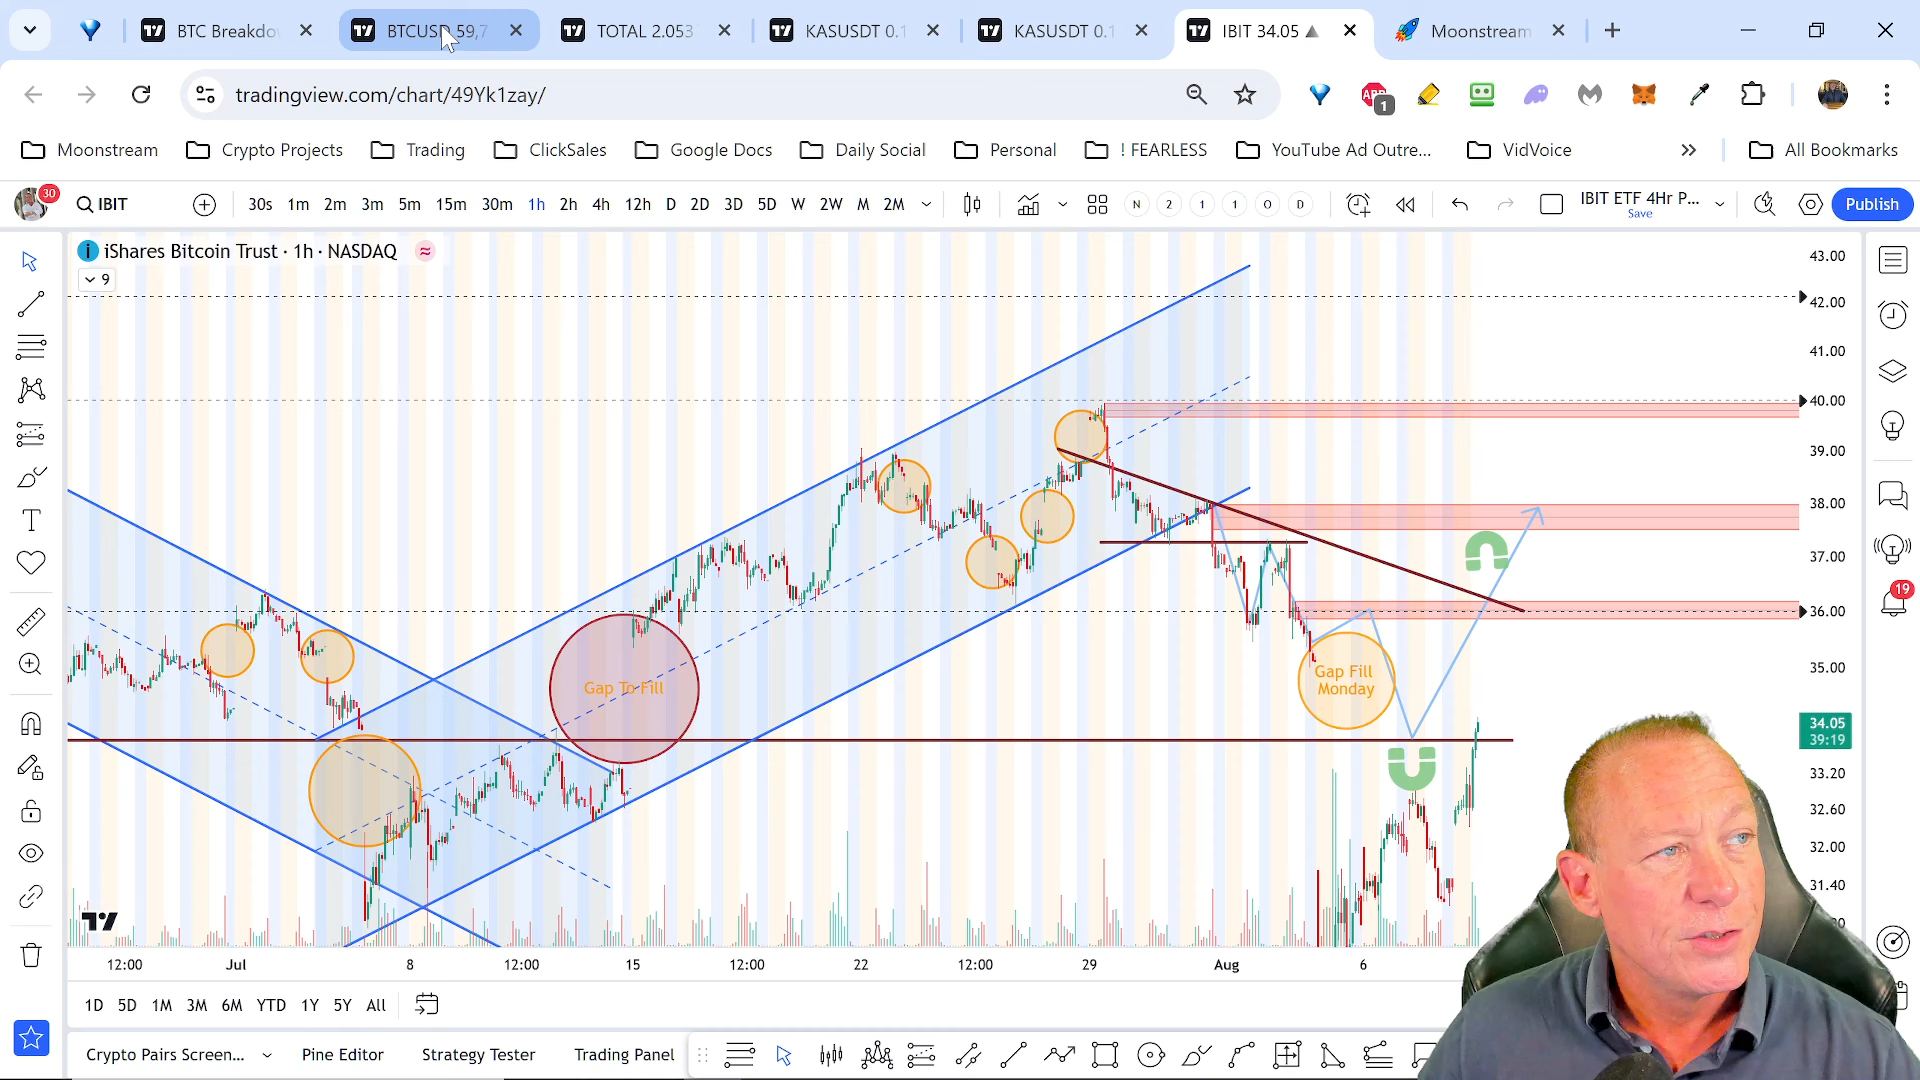 BTC Breakdo
BTCUSD 59,7
TOTAL 2.053
KASUSDT 0.1
KASUSDT 0.1
IBIT 34.05
Moonstream
tradingview.com/chart/49Yk1zay/
ABP
1
Moonstream
Crypto Projects
Trading
ClickSales
Google Docs
Daily Social
Personal
! FEARLESS
YouTube Ad Outre...
VidVoice
All Bookmarks
30
IBIT
30s 1m 2m 3m 5m 15m 30m 1h 2h 4h 12h D 2D 3D 5D W 2W M 2M
N 2 1 1 O D
IBIT ETF 4Hr P...
Save
Publish
iShares Bitcoin Trust · 1h · NASDAQ
9
43.00
42.00
41.00
40.00
39.00
38.00
37.00
36.00
35.00
34.05
39:19
33.20
32.60
32.00
31.40
Gap To Fill
Gap Fill
Monday
19
12:00 Jul 8 12:00 15 12:00 22 12:00 29 Aug 6
1D 5D 1M 3M 6M YTD 1Y 5Y All
Crypto Pairs Screen...
Pine Editor
Strategy Tester
Trading Panel